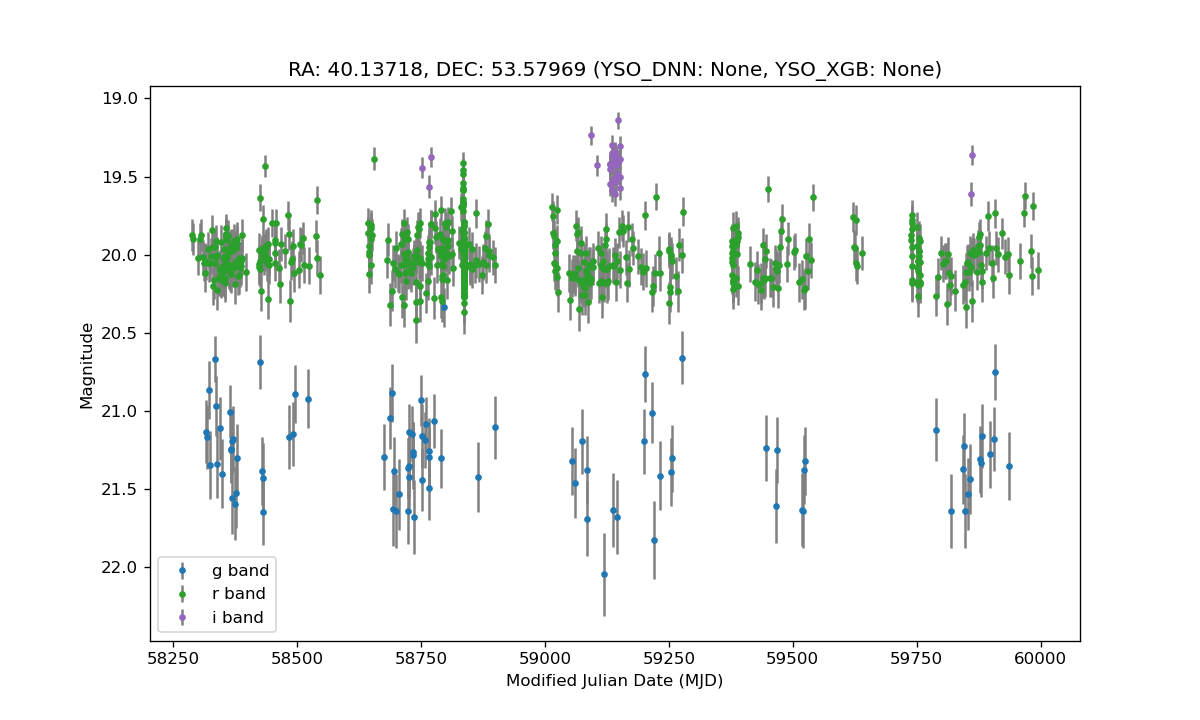 RA: 40.13718, DEC: 53.57969 (YSO_DNN: None, YSO_XGB: None)
19.0
19.5
20.0
20.5
21.0
21.5
22.0
Magnitude
g band
r band
i band
58250 58500 58750 59000 59250 59500 59750 60000
Modified Julian Date (MJD)